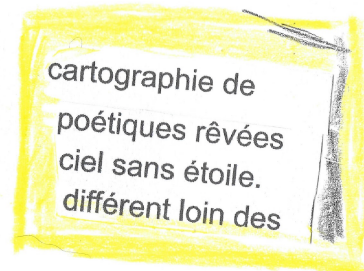 cartographie de
poétiques rêvées
ciel sans étoile.
différent loin des